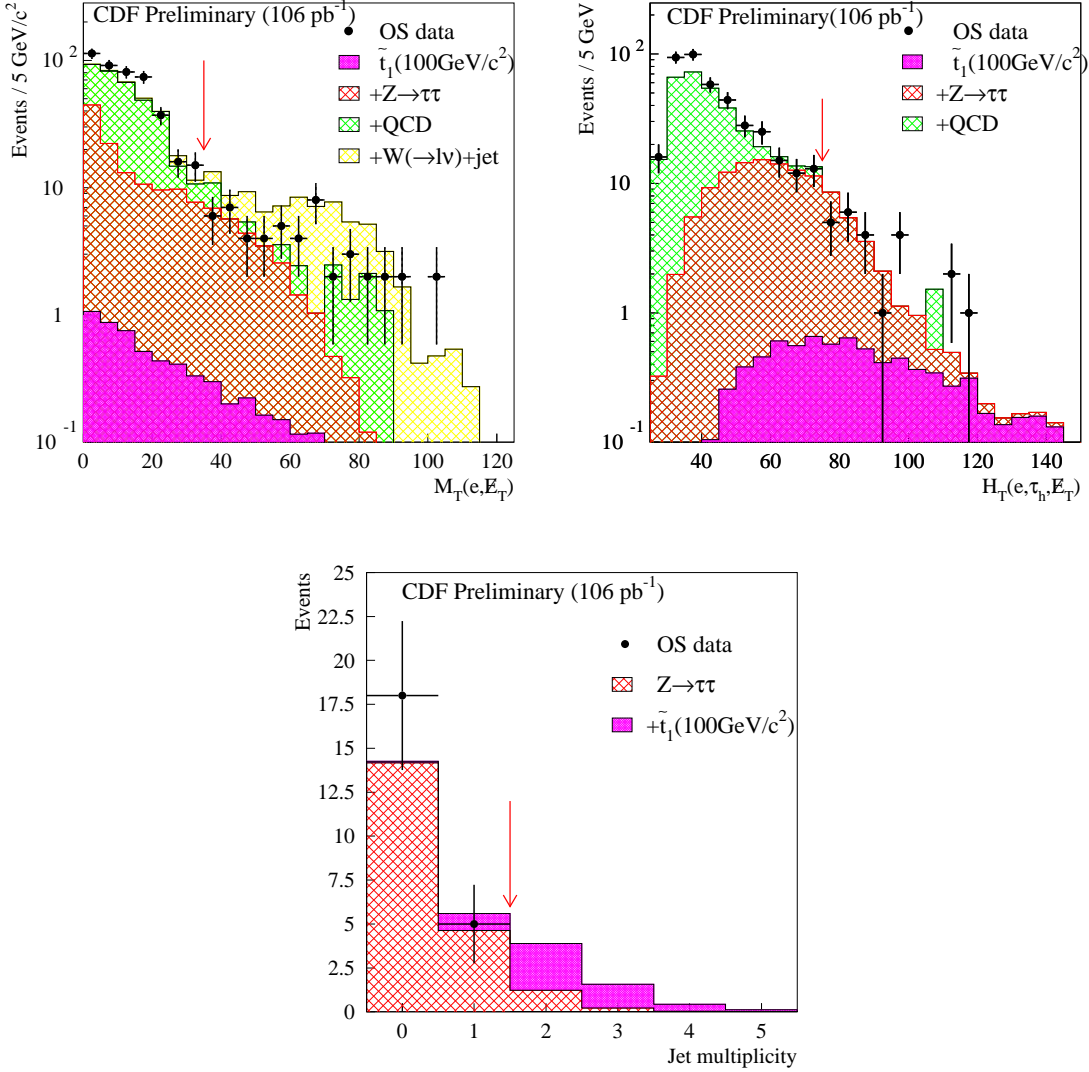 CDF Preliminary (106 pb⁻¹)
Events / 5 GeV/c²
OS data
t̃₁(100GeV/c²)
+Z→ττ
+QCD
+W(→lν)+jet
10²
10
1
10⁻¹
0 20 40 60 80 100 120
M_T(e,E̸_T)
CDF Preliminary (106 pb⁻¹)
Events / 5 GeV
OS data
t̃₁(100GeV/c²)
+Z→ττ
+QCD
10²
10
1
10⁻¹
40 60 80 100 120 140
H_T(e,τ_h,E̸_T)
CDF Preliminary (106 pb⁻¹)
Events
OS data
Z→ττ
+t̃₁(100GeV/c²)
25
22.5
20
17.5
15
12.5
10
7.5
5
2.5
0
0 1 2 3 4 5
Jet multiplicity